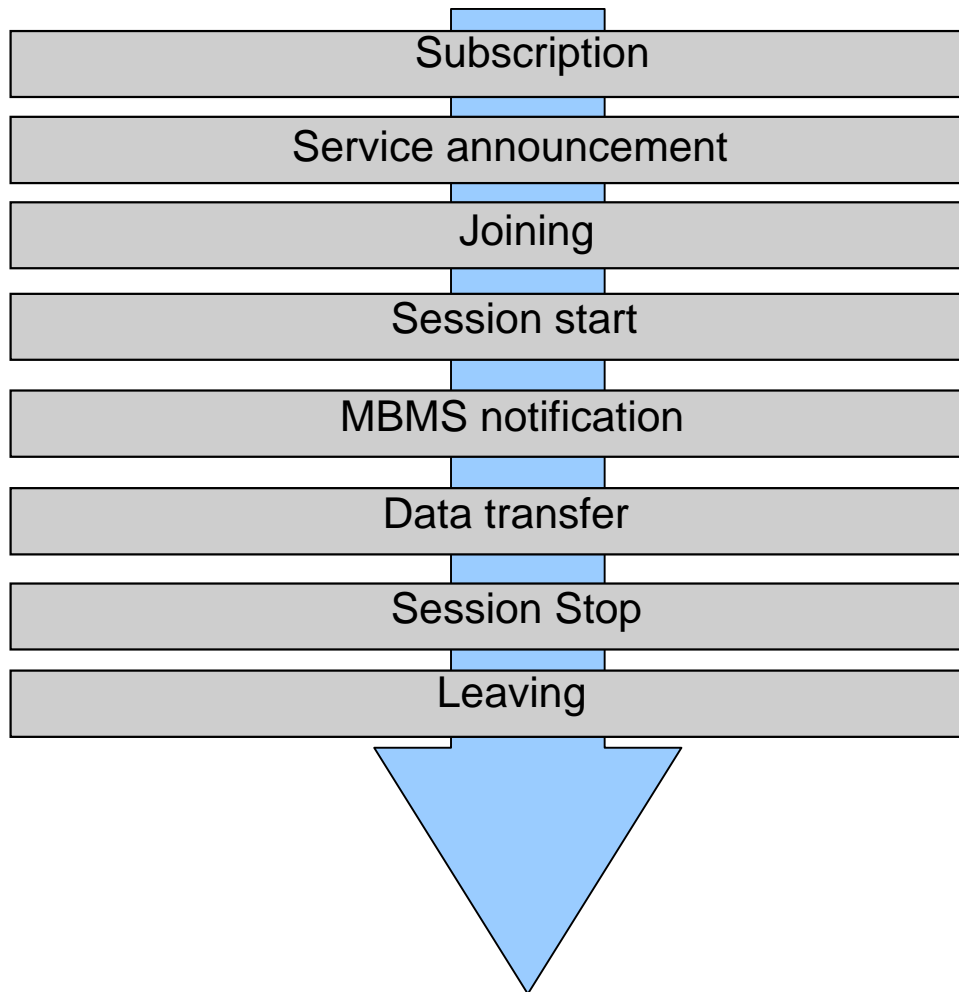 Subscription
Service announcement
Joining
Session start
MBMS notification
Data transfer
Session Stop
Leaving